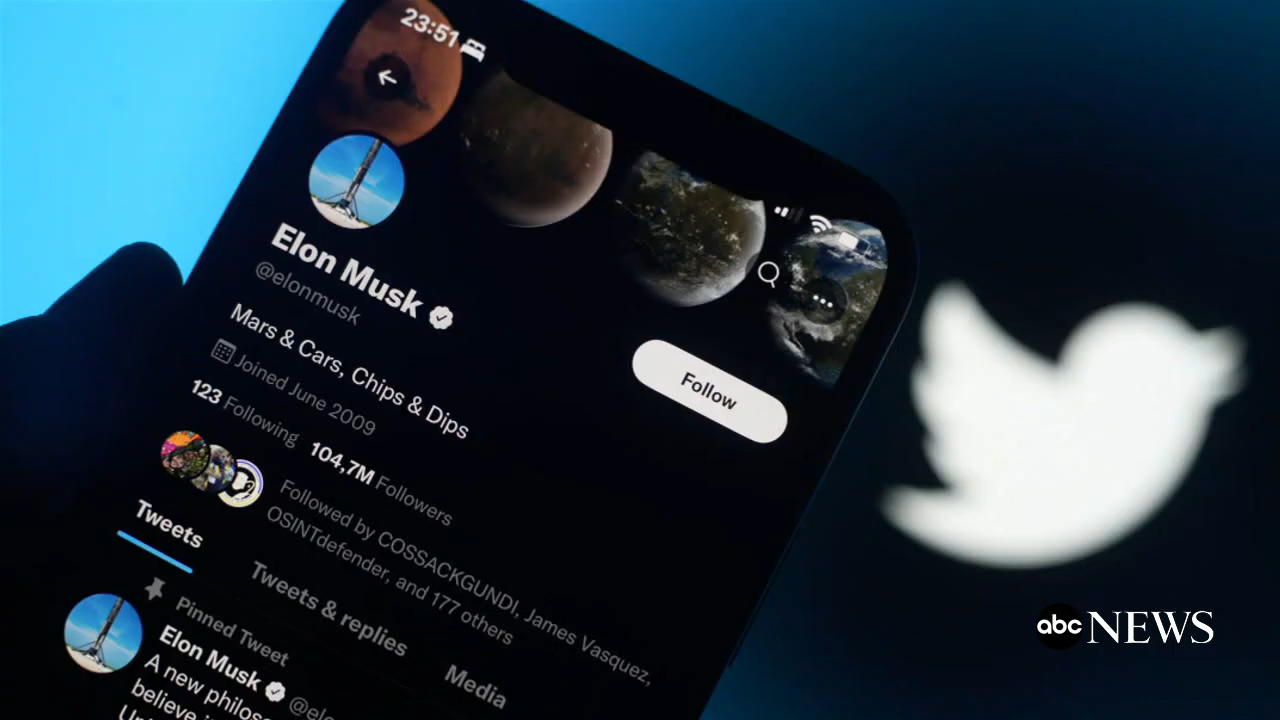 23:51
Elon Musk
@elonmusk
Follow
Mars & Cars, Chips & Dips
Joined June 2009
123 Following 104,7M Followers
Followed by COSSACKGUNDI, James Vasquez,
OSINTdefender, and 177 others
Tweets
Tweets & replies
Media
Pinned Tweet
Elon Musk
A new
believe
abc NEWS